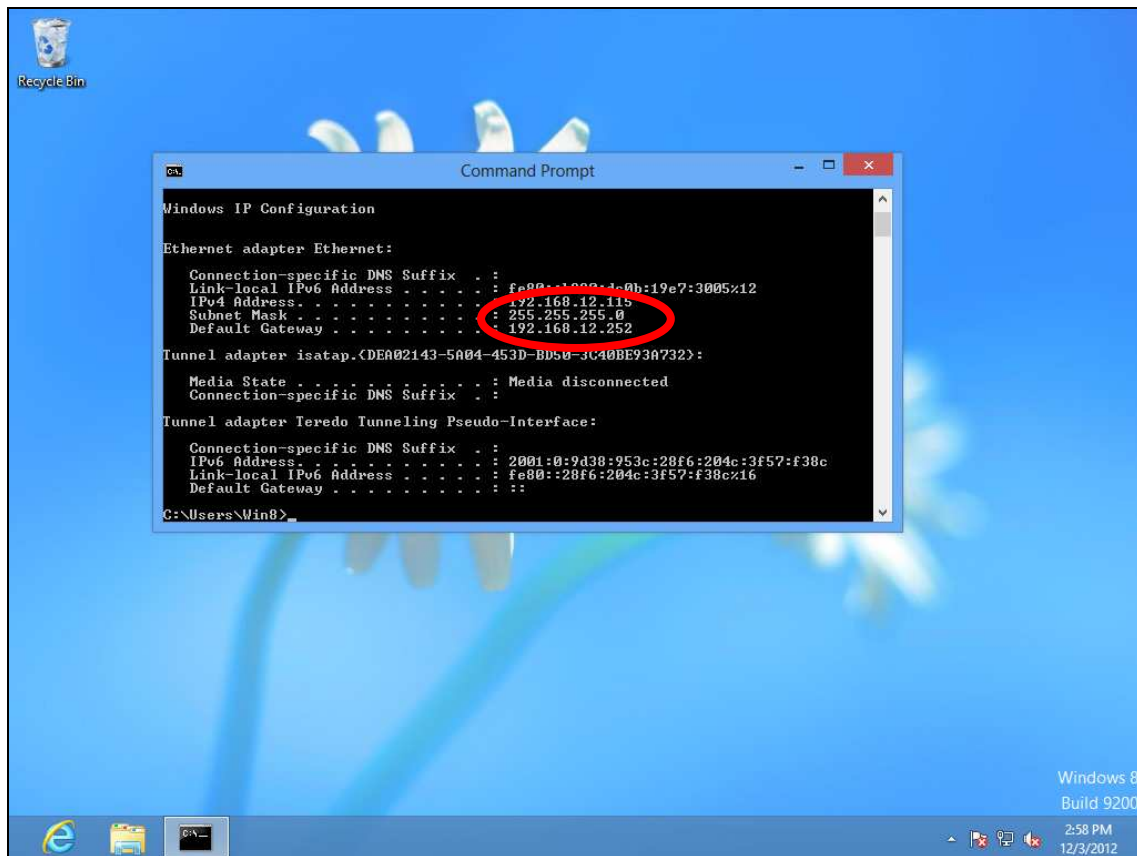 Recycle Bin
Command Prompt
Windows IP Configuration
Ethernet adapter Ethernet:
Connection-specific DNS Suffix . :
Link-local IPv6 Address . . . . . : :dc0b:19e7:3005%12
IPv4 Address. . . . . . . . . . . : 192.168.12.115
Subnet Mask . . . . . . . . . . . : 255.255.255.0
Default Gateway . . . . . . . . . : 192.168.12.252
Tunnel adapter isatap.{DEA02143-5A04-453D-BD50-3C40BE93A732}:
Media State . . . . . . . . . . . : Media disconnected
Connection-specific DNS Suffix . :
Tunnel adapter Teredo Tunneling Pseudo-Interface:
Connection-specific DNS Suffix . :
IPv6 Address. . . . . . . . . . . : 2001:0:9d38:953c:28f6:204c:3f57:f38c
Link-local IPv6 Address . . . . . : fe80::28f6:204c:3f57:f38c%16
Default Gateway . . . . . . . . . : ::
C:\Users\Win8>_
Windows 8
Build 9200
2:58 PM
12/3/2012